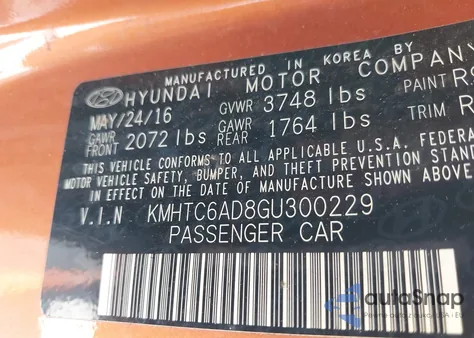 MANUFACTURED IN KOREA BY
HYUNDAI MOTOR COMPANY
MAY/24/16 GVWR 3748 lbs PAINT
GAWR FRONT 2072 lbs GAWR REAR 1764 lbs TRIM
THIS VEHICLE CONFORMS TO ALL APPLICABLE U.S.A. FEDERAL
MOTOR VEHICLE SAFETY, BUMPER, AND THEFT PREVENTION STANDARDS
IN EFFECT ON THE DATE OF MANUFACTURE SHOWN ABOVE
V.I.N KMHTC6AD8GU300229
PASSENGER CAR
autoSnap